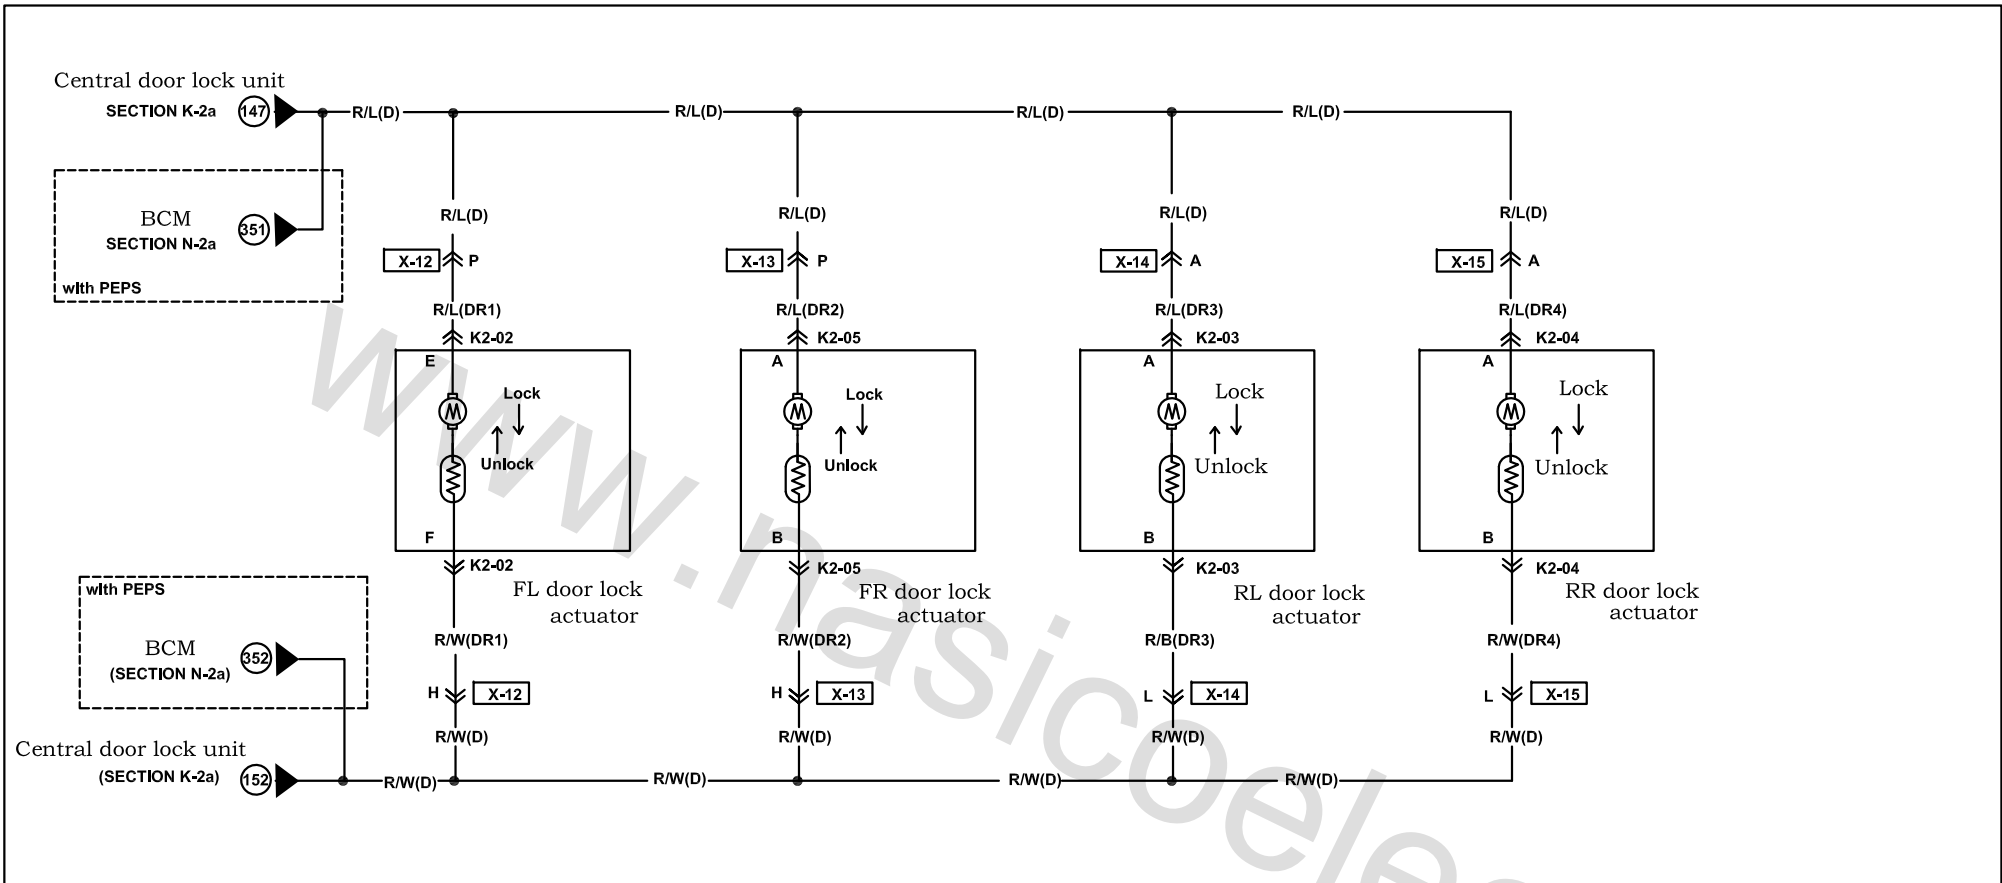 Central door lock unit
SECTION K-2a 147 R/L(D) R/L(D) R/L(D) R/L(D)
BCM
SECTION N-2a 351
with PEPS
R/L(D) R/L(D) R/L(D) R/L(D)
X-12 P X-13 P X-14 A X-15 A
R/L(DR1) R/L(DR2) R/L(DR3) R/L(DR4)
K2-02 K2-05 K2-03 K2-04
E A A A
M M M M
Lock Lock Lock Lock
Unlock Unlock Unlock Unlock
F B B B
K2-02 K2-05 K2-03 K2-04
FL door lock
actuator
FR door lock
actuator
RL door lock
actuator
RR door lock
actuator
with PEPS
BCM
(SECTION N-2a) 352
R/W(DR1) R/W(DR2) R/B(DR3) R/W(DR4)
H X-12 H X-13 L X-14 L X-15
R/W(D) R/W(D) R/W(D) R/W(D)
Central door lock unit
(SECTION K-2a) 152 R/W(D) R/W(D) R/W(D) R/W(D)